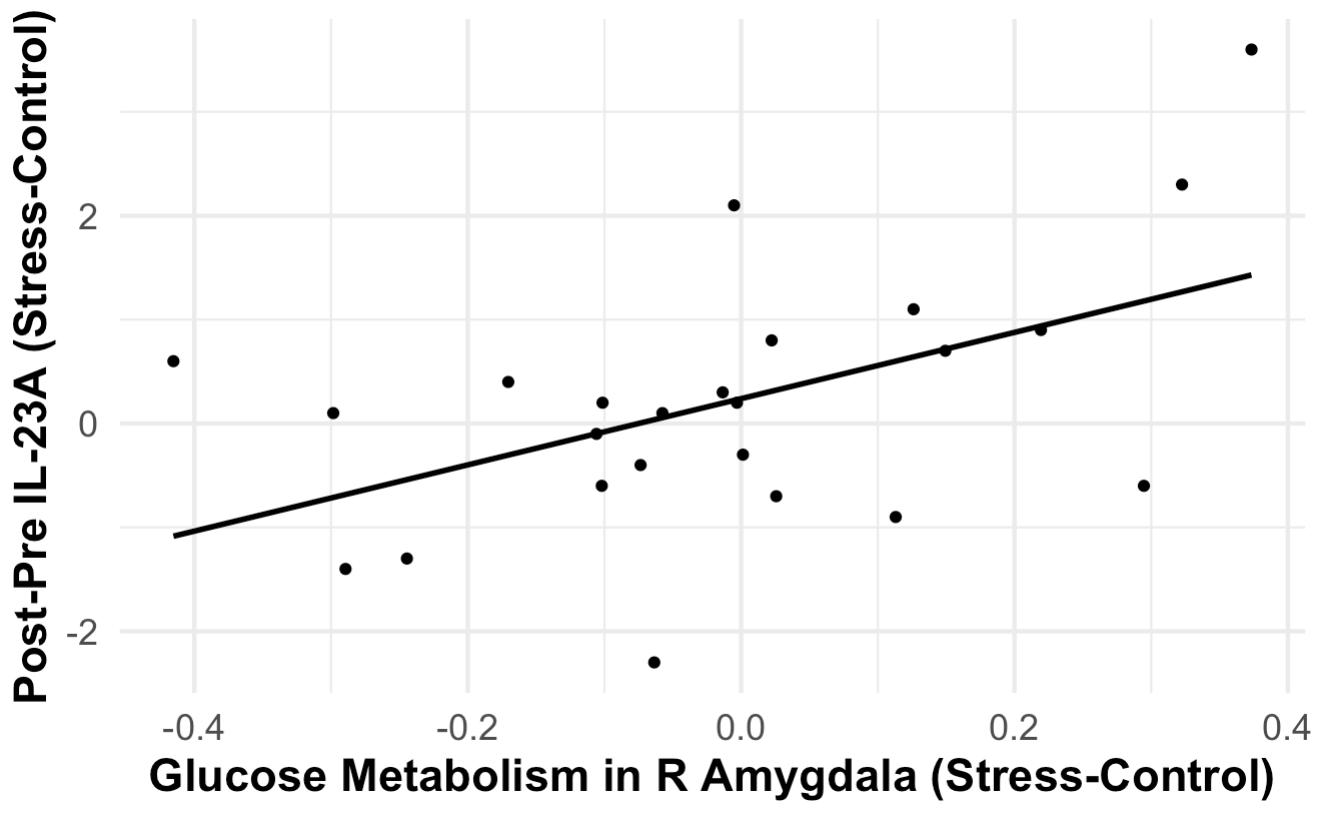 Post-Pre IL-23A (Stress-Control)
2
0
-2
-0.4 -0.2 0.0 0.2 0.4
Glucose Metabolism in R Amygdala (Stress-Control)